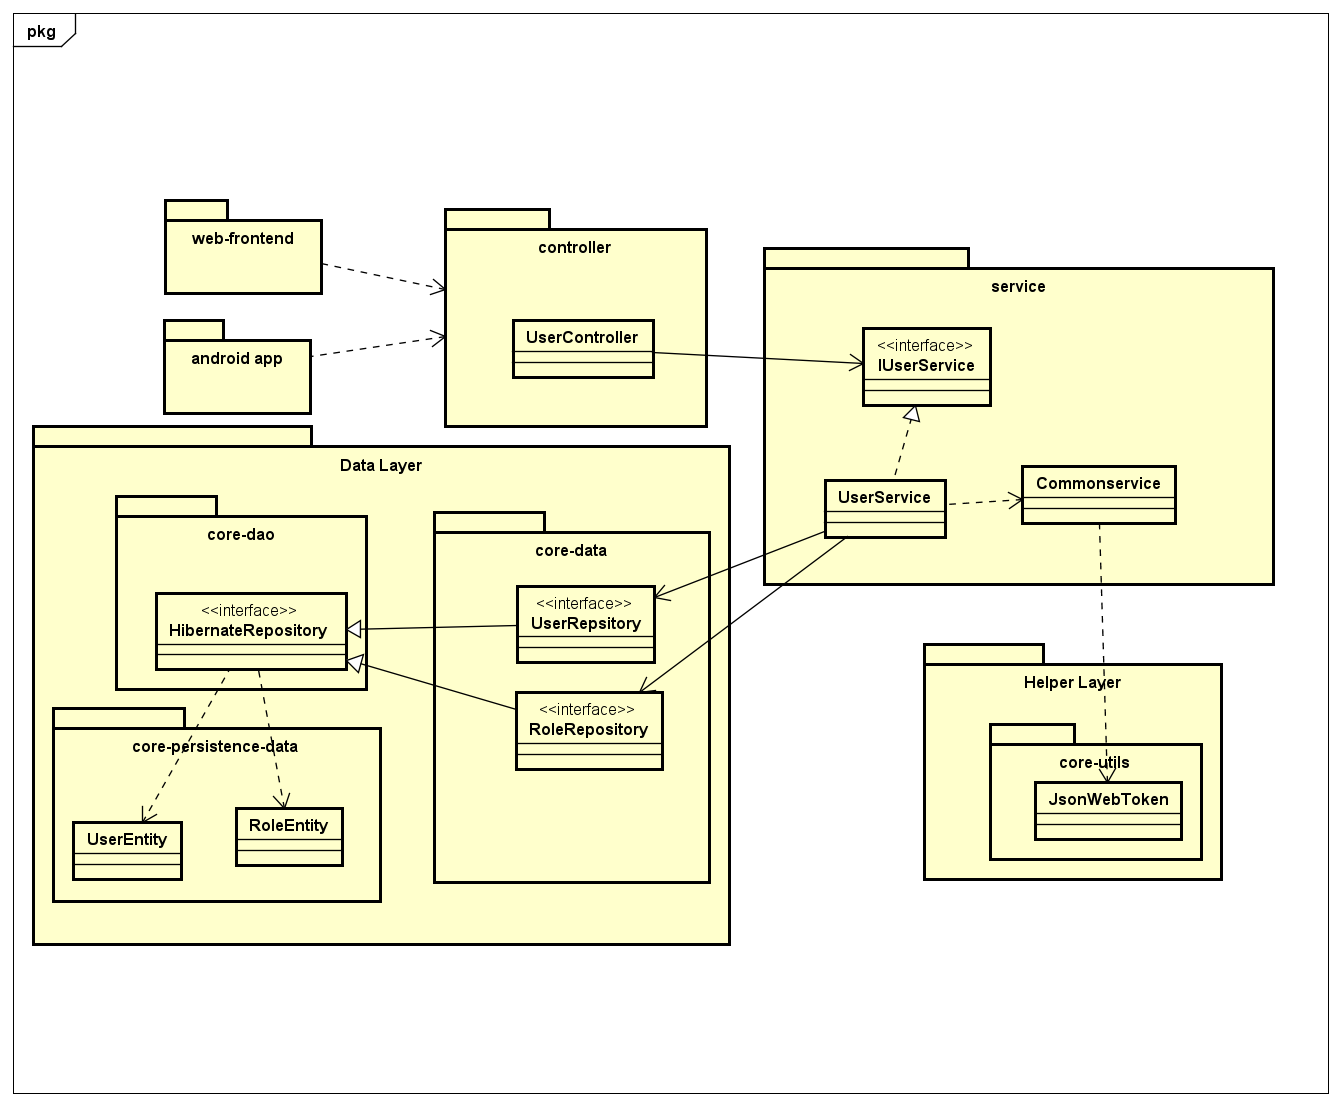 pkg
web-frontend
controller
service
UserController
<<interface>>
IUserService
android app
Data Layer
UserService
Commonservice
core-dao
core-data
<<interface>>
HibernateRepository
<<interface>>
UserRepsitory
<<interface>>
RoleRepository
Helper Layer
core-persistence-data
core-utils
UserEntity
RoleEntity
JsonWebToken